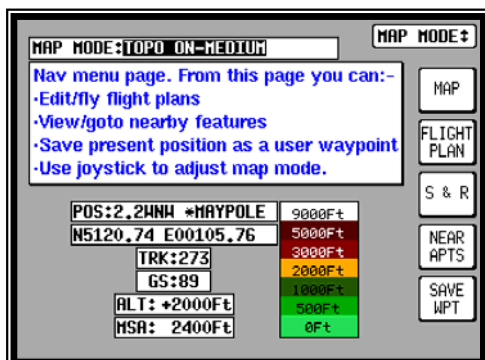 MAP MODE↕
MAP MODE:TOPO ON-MEDIUM
Nav menu page. From this page you can:-
·Edit/fly flight plans
·View/goto nearby features
·Save present position as a user waypoint
·Use joystick to adjust map mode.
MAP
FLIGHT
PLAN
S & R
NEAR
APTS
SAVE
WPT
POS:2.2WNW *MAYPOLE
N5120.74 E00105.76
TRK:273
GS:89
ALT:+2000Ft
MSA: 2400Ft
9000Ft
5000Ft
3000Ft
2000Ft
1000Ft
500Ft
0Ft